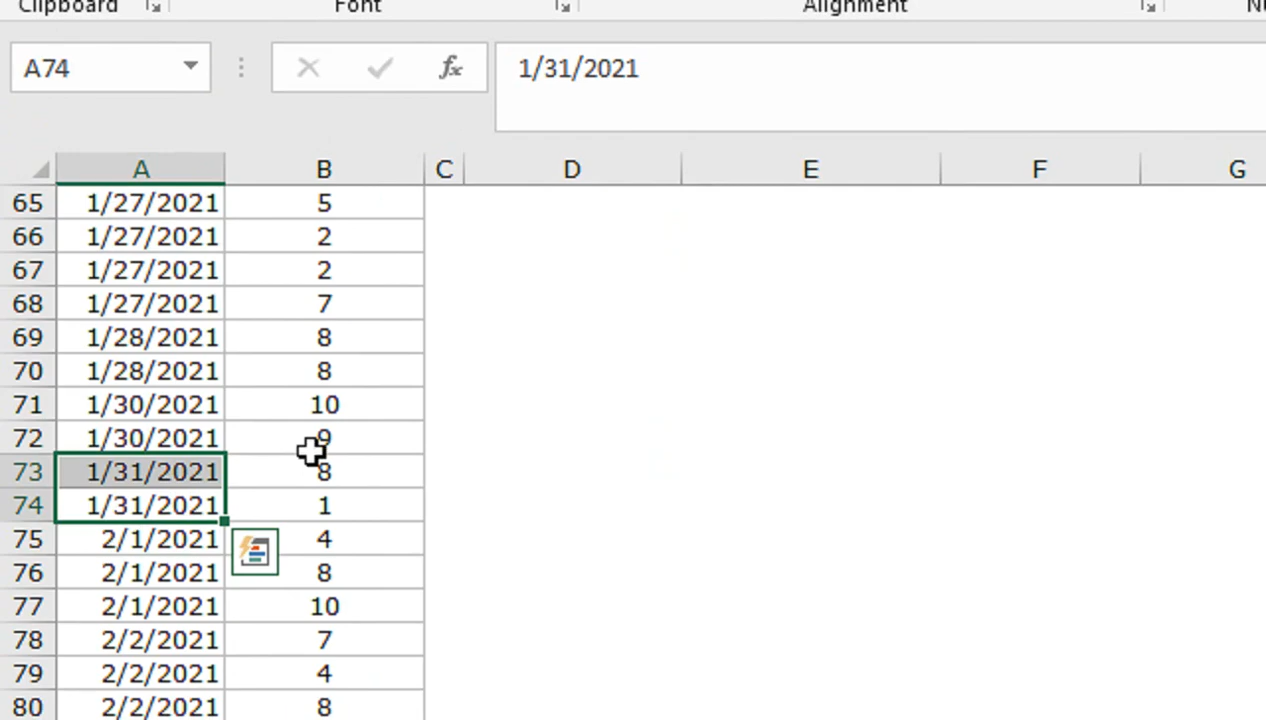 Clipboard Font Alignment
A74 fx 1/31/2021
A B C D E F G
65 1/27/2021 5
66 1/27/2021 2
67 1/27/2021 2
68 1/27/2021 7
69 1/28/2021 8
70 1/28/2021 8
71 1/30/2021 10
72 1/30/2021 9
73 1/31/2021 8
74 1/31/2021 1
75 2/1/2021 4
76 2/1/2021 8
77 2/1/2021 10
78 2/2/2021 7
79 2/2/2021 4
80 2/2/2021 8